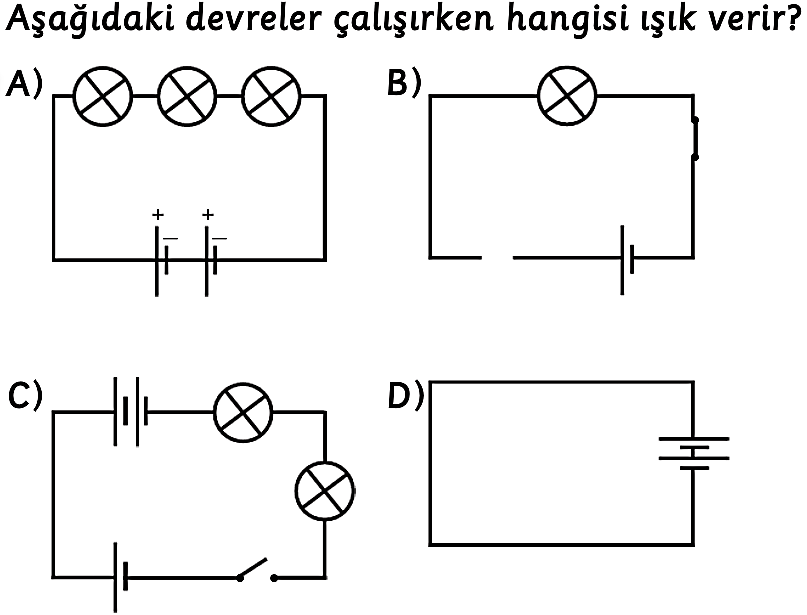 Aşağıdaki devreler çalışırken hangisi ışık verir?
A)
B)
+ +
− −
C)
D)